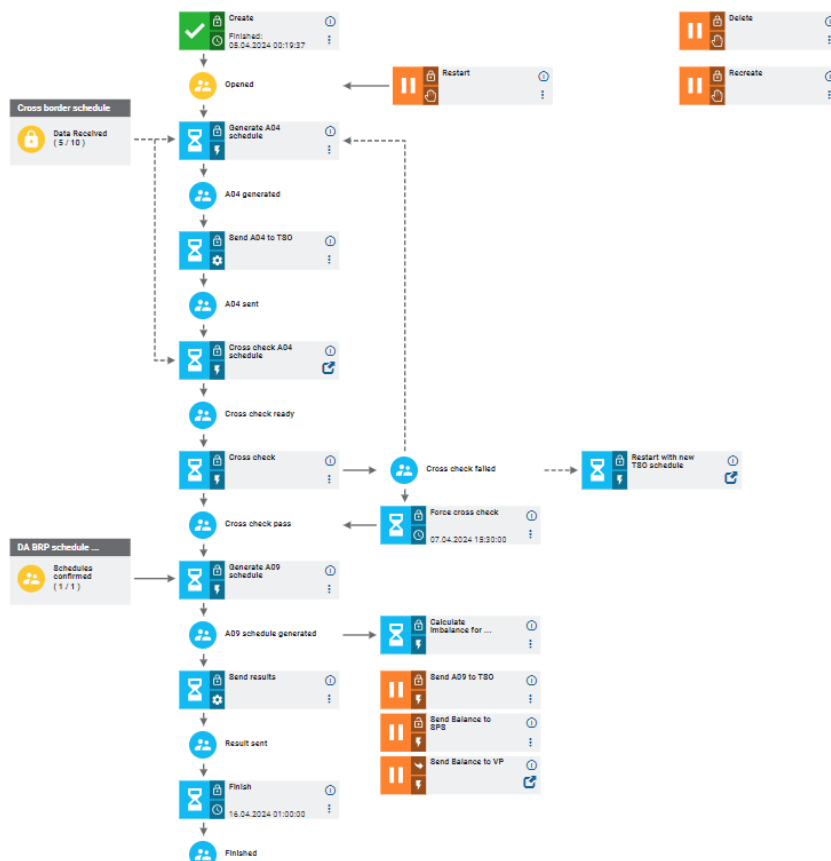 Create
Finished:
05.04.2024 00:19:37
Delete
Opened
Restart
Recreate
Cross border schedule
Data Received
( 5 / 10 )
Generate A04
schedule
A04 generated
Send A04 to TSO
A04 sent
Cross check A04
schedule
Cross check ready
Cross check
Cross check failed
Restart with new
TSO schedule
Cross check pass
Force cross check
07.04.2024 15:30:00
DA BRP schedule ...
Schedules
confirmed
( 1 / 1 )
Generate A09
schedule
A09 schedule generated
Calculate
Imbalance for ...
Send results
Send A09 to TSO
Result sent
Send Balance to
SPS
Send Balance to VP
Finish
16.04.2024 01:00:00
Finished